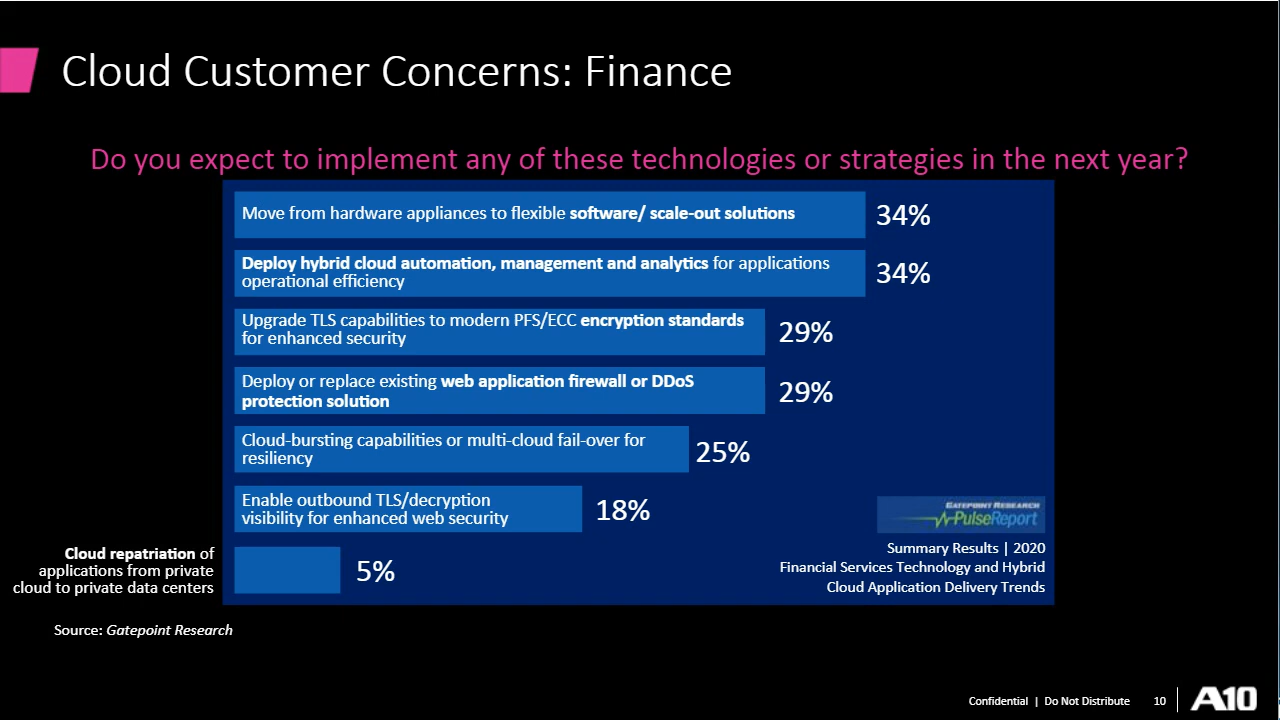 Cloud Customer Concerns: Finance
Do you expect to implement any of these technologies or strategies in the next year?
Move from hardware appliances to flexible software/ scale-out solutions
34%
Deploy hybrid cloud automation, management and analytics for applications
operational efficiency
34%
Upgrade TLS capabilities to modern PFS/ECC encryption standards
for enhanced security
29%
Deploy or replace existing web application firewall or DDoS
protection solution
29%
Cloud-bursting capabilities or multi-cloud fail-over for
resiliency
25%
Enable outbound TLS/decryption
visibility for enhanced web security
18%
Cloud repatriation of
applications from private
cloud to private data centers
5%
GATEPOINT RESEARCH
PulseReport
Summary Results | 2020
Financial Services Technology and Hybrid
Cloud Application Delivery Trends
Source: Gatepoint Research
Confidential | Do Not Distribute 10
A10